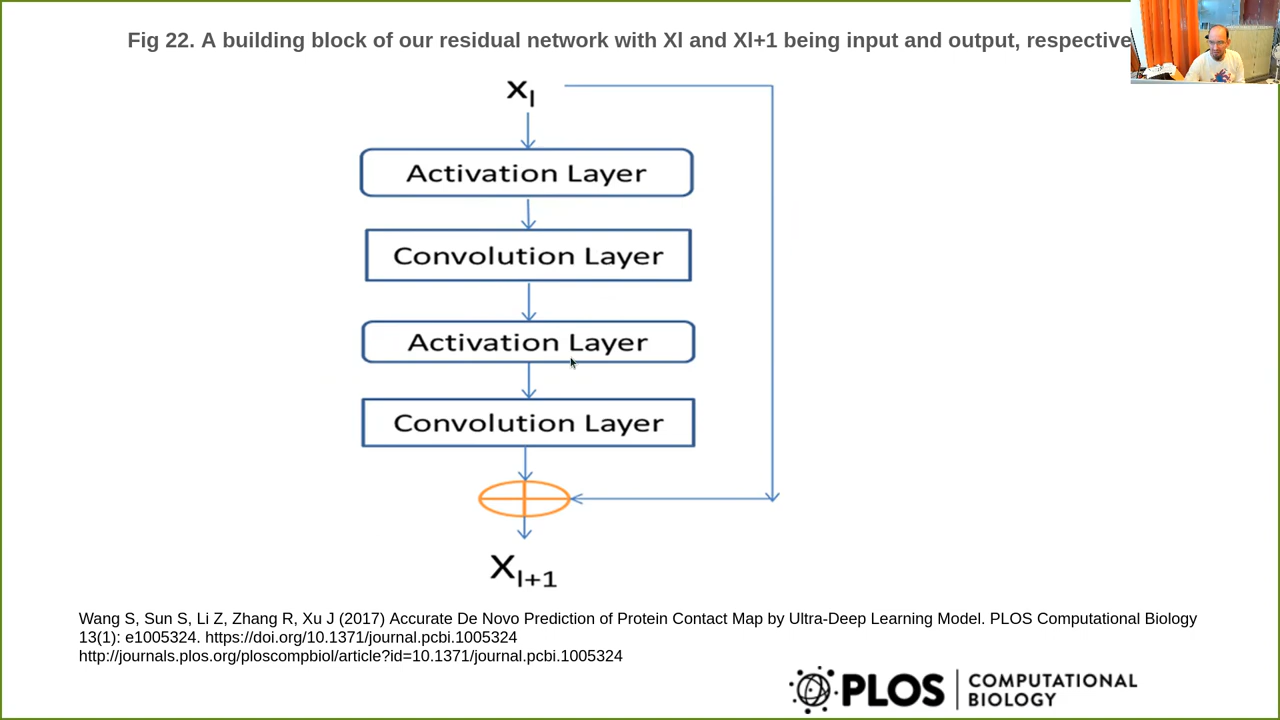 Fig 22. A building block of our residual network with Xl and Xl+1 being input and output, respective
Xl
Activation Layer
Convolution Layer
Activation Layer
Convolution Layer
Xl+1
Wang S, Sun S, Li Z, Zhang R, Xu J (2017) Accurate De Novo Prediction of Protein Contact Map by Ultra-Deep Learning Model. PLOS Computational Biology
13(1): e1005324. https://doi.org/10.1371/journal.pcbi.1005324
http://journals.plos.org/ploscompbiol/article?id=10.1371/journal.pcbi.1005324
PLOS COMPUTATIONAL
BIOLOGY